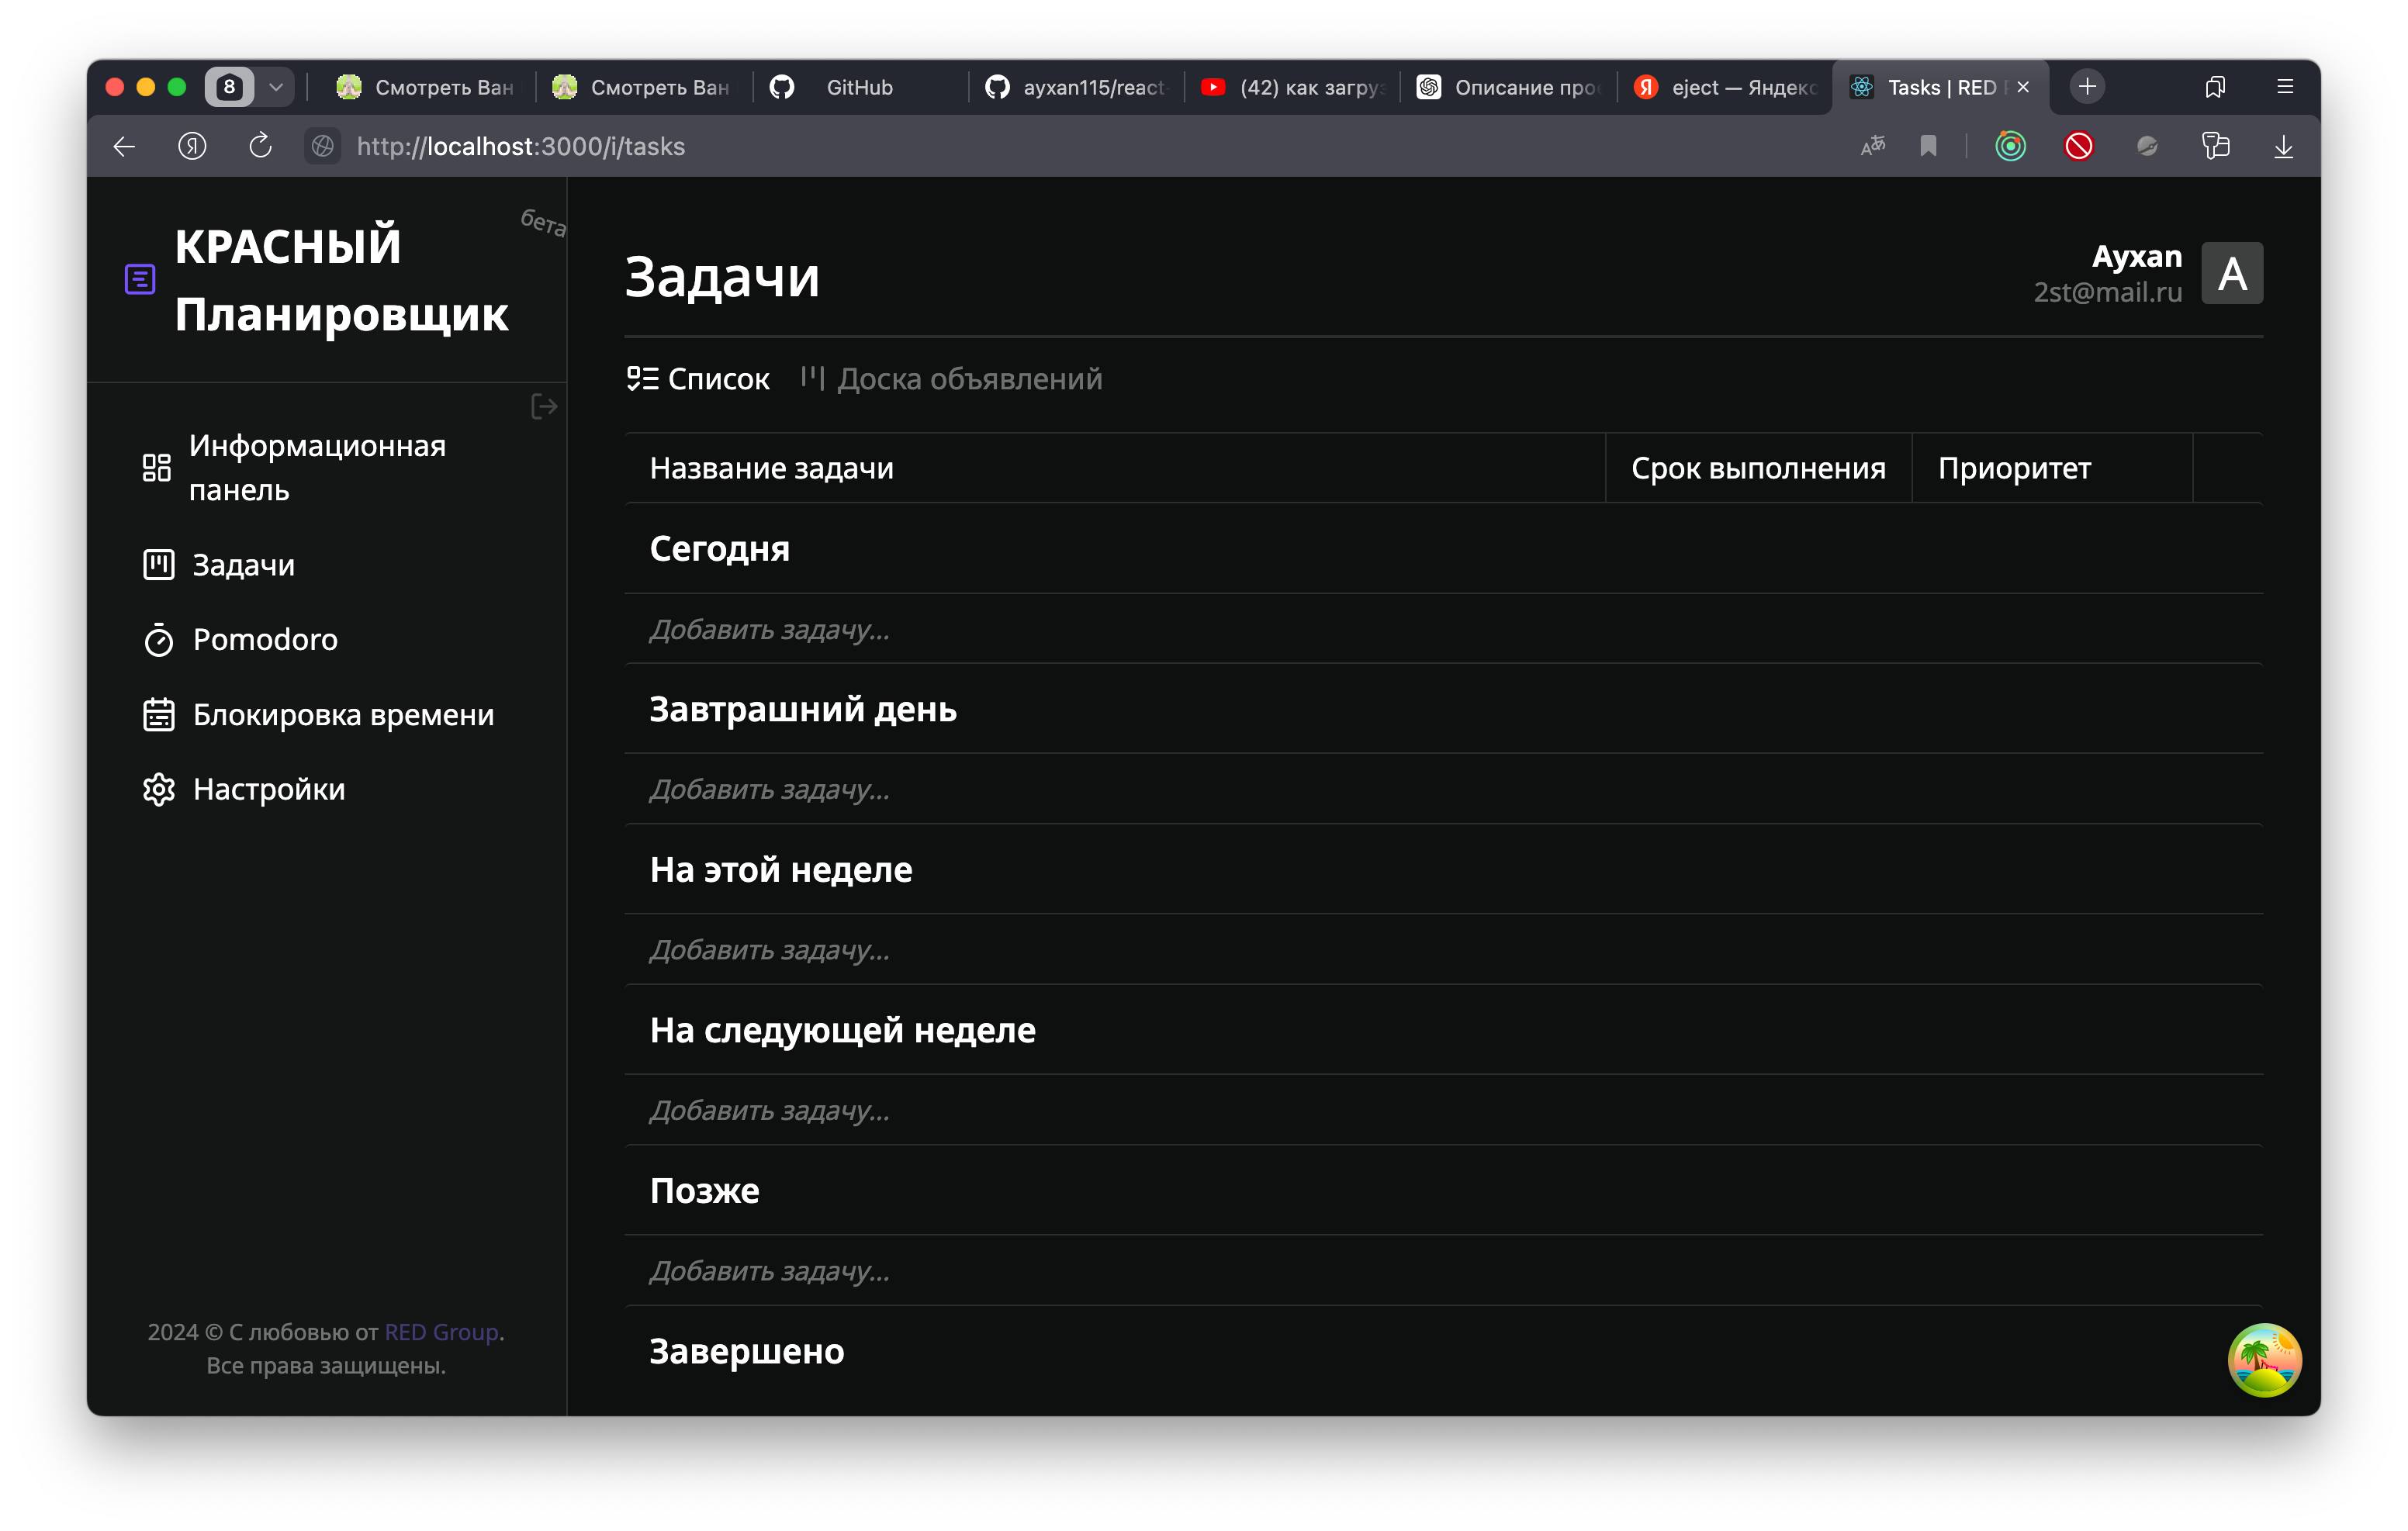 8
Смотреть Ван
Смотреть Ван
GitHub
ayxan115/react-
(42) как загруз
Описание прое
eject — Яндекс
Tasks | RED P
http://localhost:3000/i/tasks
КРАСНЫЙ
Планировщик
бета
Информационная
панель
Задачи
Pomodoro
Блокировка времени
Настройки
2024 © С любовью от RED Group.
Все права защищены.
Задачи
Ayxan
2st@mail.ru
A
Список
Доска объявлений
Название задачи
Срок выполнения
Приоритет
Сегодня
Добавить задачу...
Завтрашний день
Добавить задачу...
На этой неделе
Добавить задачу...
На следующей неделе
Добавить задачу...
Позже
Добавить задачу...
Завершено